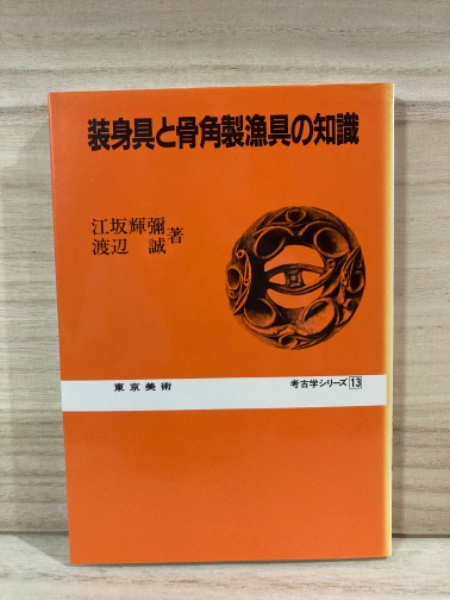 装身具と骨角製漁具の知識
江坂輝彌
渡辺 誠 著
東京美術
考古学シリーズ 13